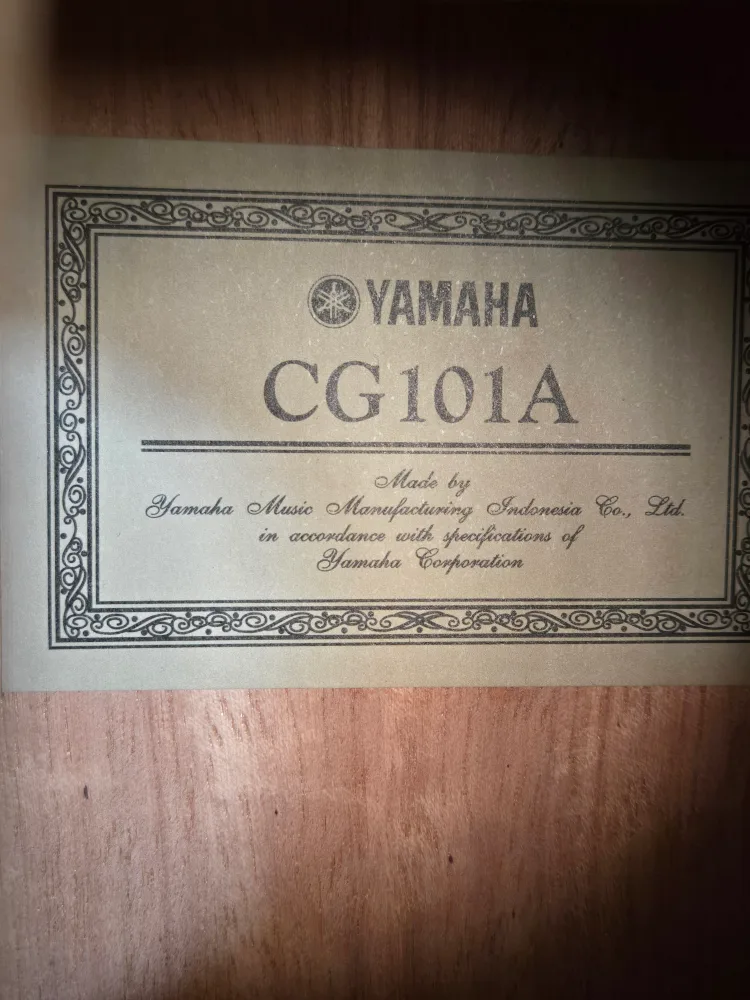 YAMAHA
CG101A
Made by
Yamaha Music Manufacturing Indonesia Co., Ltd.
in accordance with specifications of
Yamaha Corporation